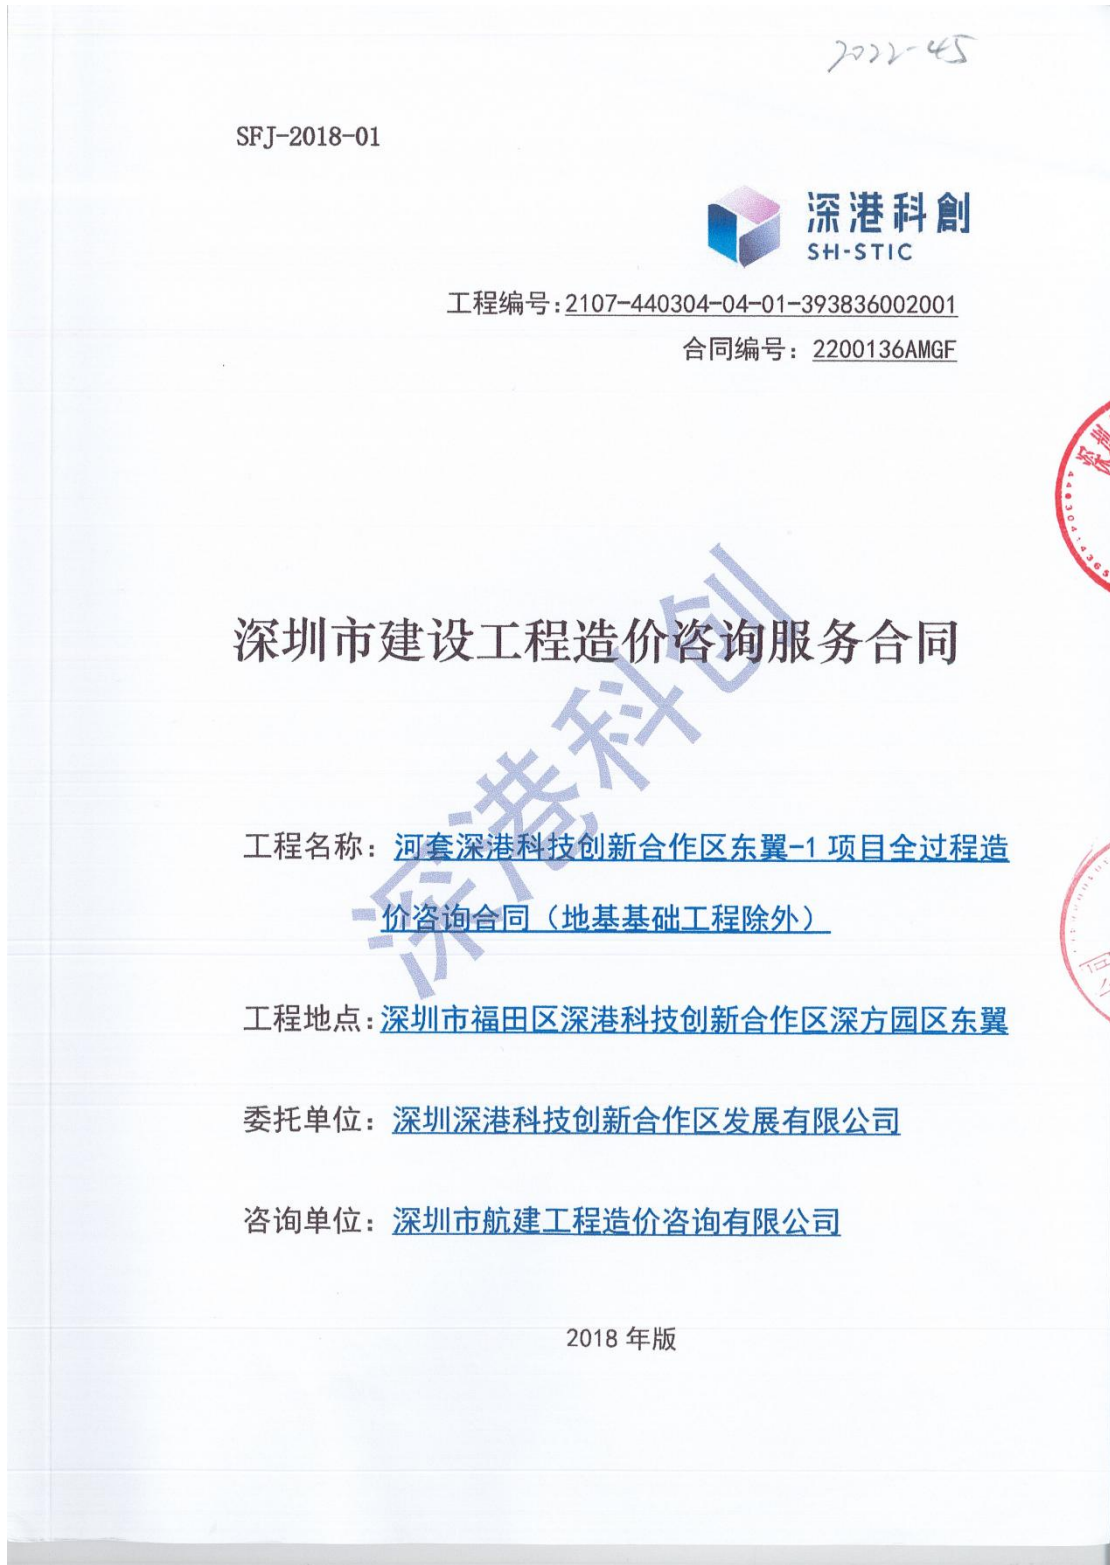 2022-45
SFJ-2018-01
深港科創
SH-STIC
工程编号:2107-440304-04-01-393836002001
合同编号: 2200136AMGF
深圳市建设工程造价咨询服务合同
深港科创
工程名称: 河套深港科技创新合作区东翼-1 项目全过程造
价咨询合同（地基基础工程除外）
工程地点:深圳市福田区深港科技创新合作区深方园区东翼
委托单位: 深圳深港科技创新合作区发展有限公司
咨询单位: 深圳市航建工程造价咨询有限公司
2018 年版